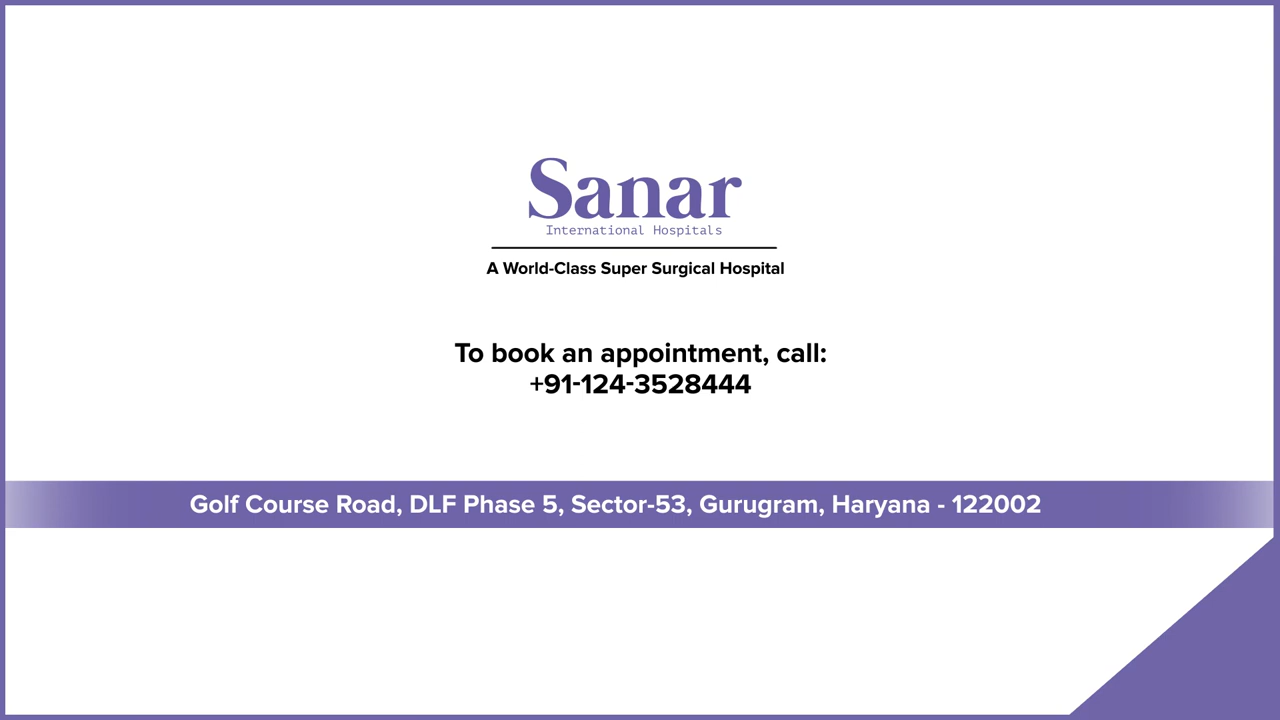 Sanar
International Hospitals
A World-Class Super Surgical Hospital
To book an appointment, call:
+91-124-3528444
Golf Course Road, DLF Phase 5, Sector-53, Gurugram, Haryana - 122002